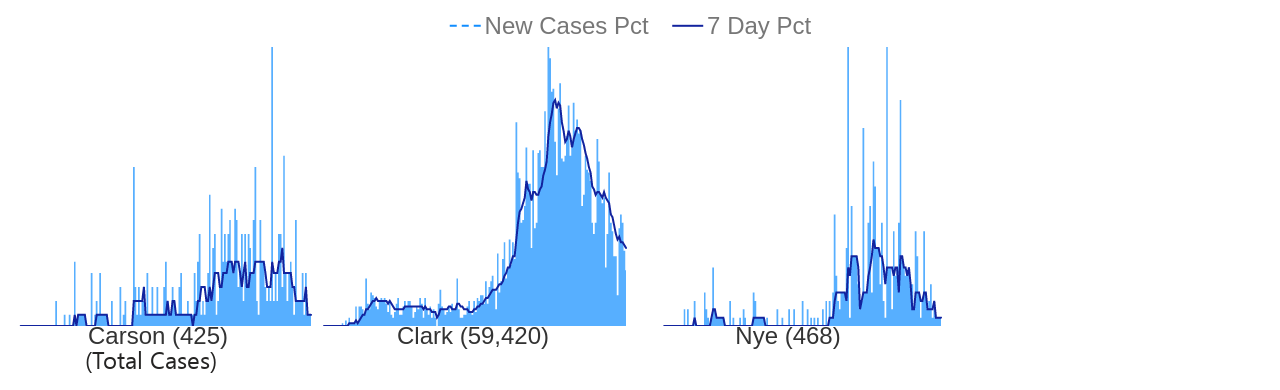 New Cases Pct 7 Day Pct
Carson (425) Clark (59,420) Nye (468)
(Total Cases)